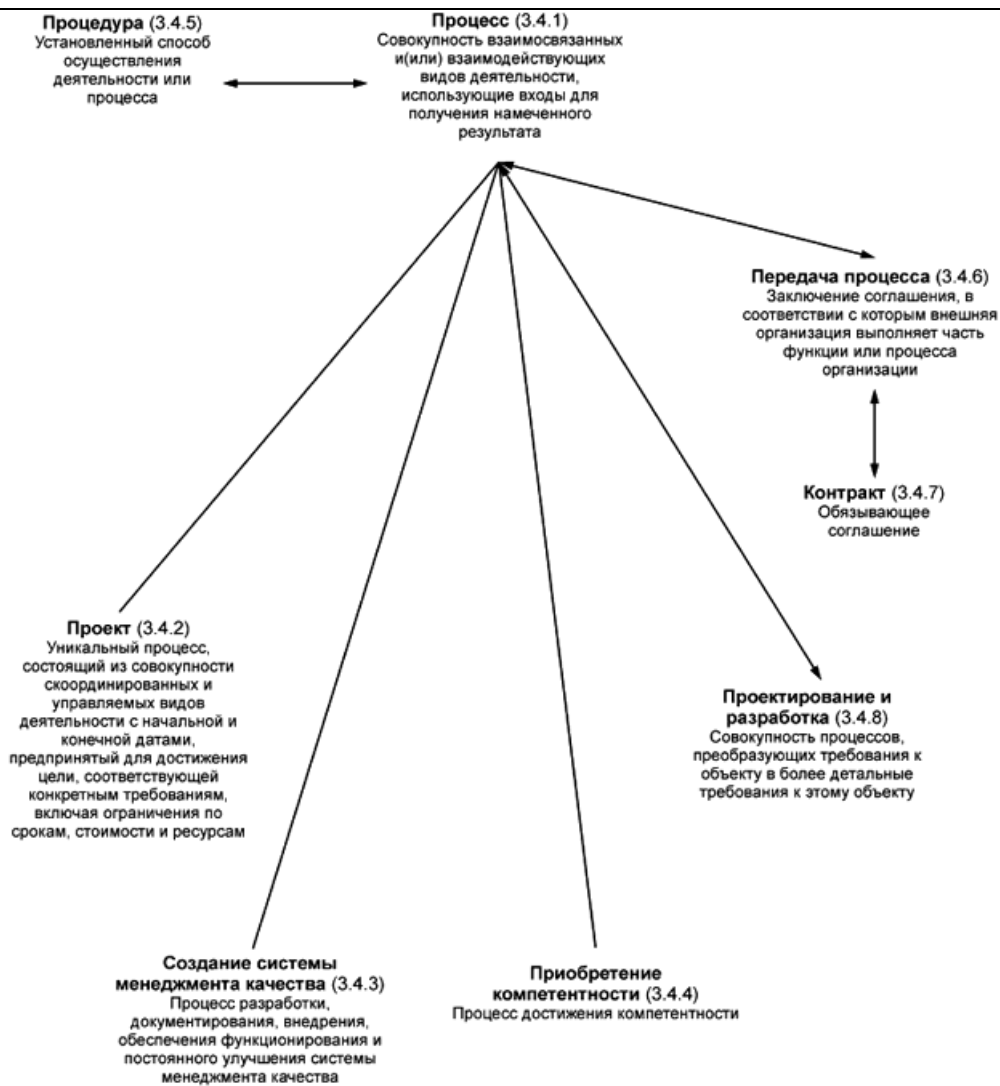 Процедура (3.4.5)
Установленный способ
осуществления
деятельности или
процесса
Процесс (3.4.1)
Совокупность взаимосвязанных
и(или) взаимодействующих
видов деятельности,
использующие входы для
получения намеченного
результата
Передача процесса (3.4.6)
Заключение соглашения, в
соответствии с которым внешняя
организация выполняет часть
функции или процесса
организации
Контракт (3.4.7)
Обязывающее
соглашение
Проект (3.4.2)
Уникальный процесс,
состоящий из совокупности
скоординированных и
управляемых видов
деятельности с начальной и
конечной датами,
предпринятый для достижения
цели, соответствующей
конкретным требованиям,
включая ограничения по
срокам, стоимости и ресурсам
Проектирование и
разработка (3.4.8)
Совокупность процессов,
преобразующих требования к
объекту в более детальные
требования к этому объекту
Создание системы
менеджмента качества (3.4.3)
Процесс разработки,
документирования, внедрения,
обеспечения функционирования и
постоянного улучшения системы
менеджмента качества
Приобретение
компетентности (3.4.4)
Процесс достижения компетентности